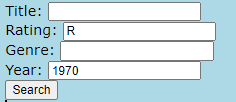 Title:
Rating: R
Genre:
Year: 1970
Search